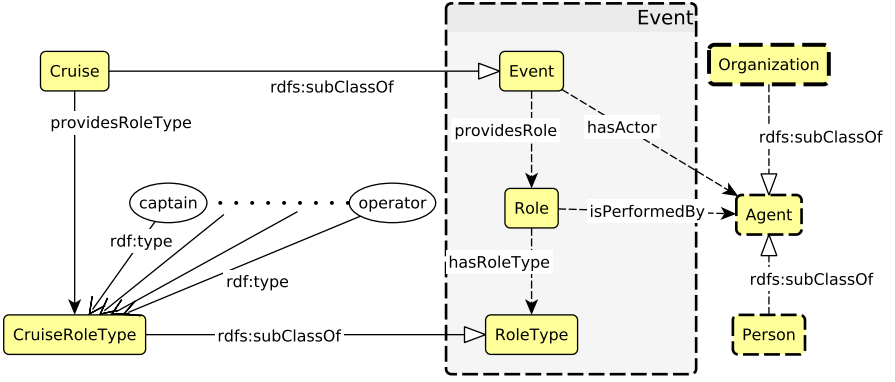 Event
Cruise
Event
Organization
rdfs:subClassOf
providesRoleType
providesRole
hasActor
rdfs:subClassOf
captain
operator
Role
isPerformedBy
Agent
rdf:type
hasRoleType
rdf:type
rdfs:subClassOf
CruiseRoleType
rdfs:subClassOf
RoleType
Person